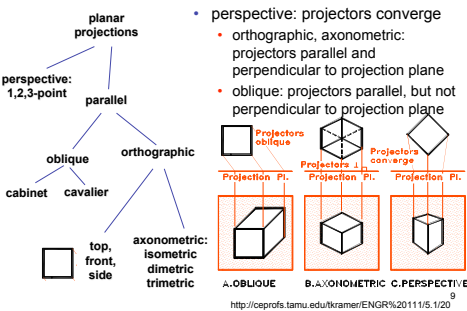 planar
projections
perspective:
1,2,3-point
parallel
oblique
orthographic
cabinet
cavalier
top,
front,
side
axonometric:
isometric
dimetric
trimetric
• perspective: projectors converge
• orthographic, axonometric:
projectors parallel and
perpendicular to projection plane
• oblique: projectors parallel, but not
perpendicular to projection plane
Projectors
oblique
Projectors ⊥
Projectors
converge
Projection Pl.
Projection Pl.
Projection Pl.
A.OBLIQUE
B.AXONOMETRIC
C.PERSPECTIVE
9
http://ceprofs.tamu.edu/tkramer/ENGR%20111/5.1/20